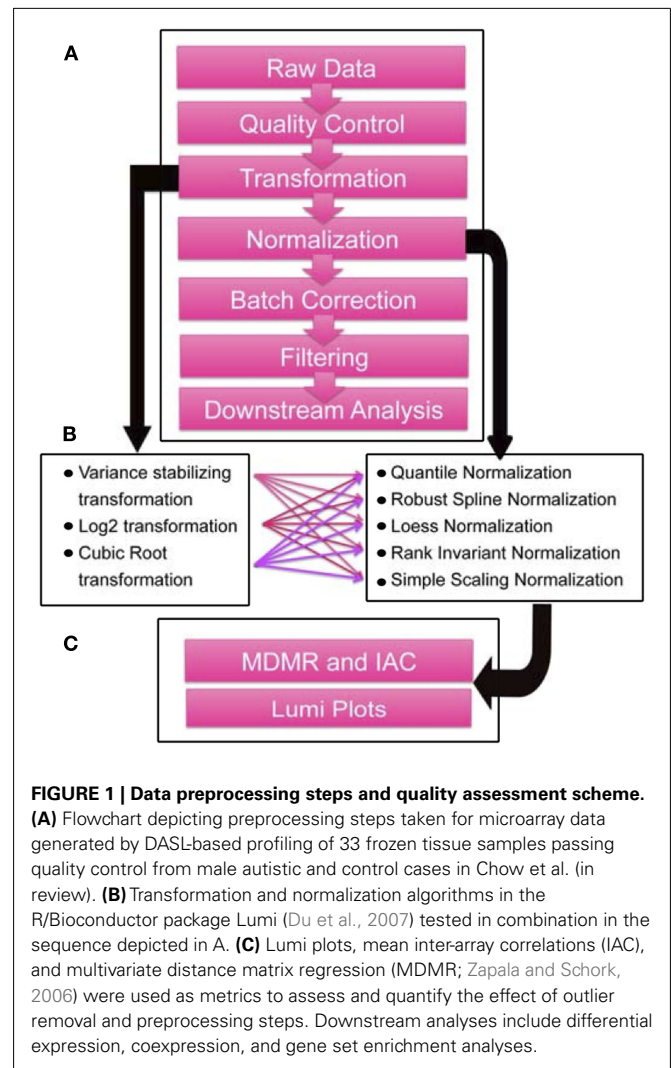 A
Raw Data
Quality Control
Transformation
Normalization
Batch Correction
Filtering
Downstream Analysis
B
● Variance stabilizing
transformation
● Log2 transformation
● Cubic Root
transformation
● Quantile Normalization
● Robust Spline Normalization
● Loess Normalization
● Rank Invariant Normalization
● Simple Scaling Normalization
C
MDMR and IAC
Lumi Plots
FIGURE 1 | Data preprocessing steps and quality assessment scheme.
(A) Flowchart depicting preprocessing steps taken for microarray data
generated by DASL-based profiling of 33 frozen tissue samples passing
quality control from male autistic and control cases in Chow et al. (in
review). (B) Transformation and normalization algorithms in the
R/Bioconductor package Lumi (Du et al., 2007) tested in combination in the
sequence depicted in A. (C) Lumi plots, mean inter-array correlations (IAC),
and multivariate distance matrix regression (MDMR; Zapala and Schork,
2006) were used as metrics to assess and quantify the effect of outlier
removal and preprocessing steps. Downstream analyses include differential
expression, coexpression, and gene set enrichment analyses.